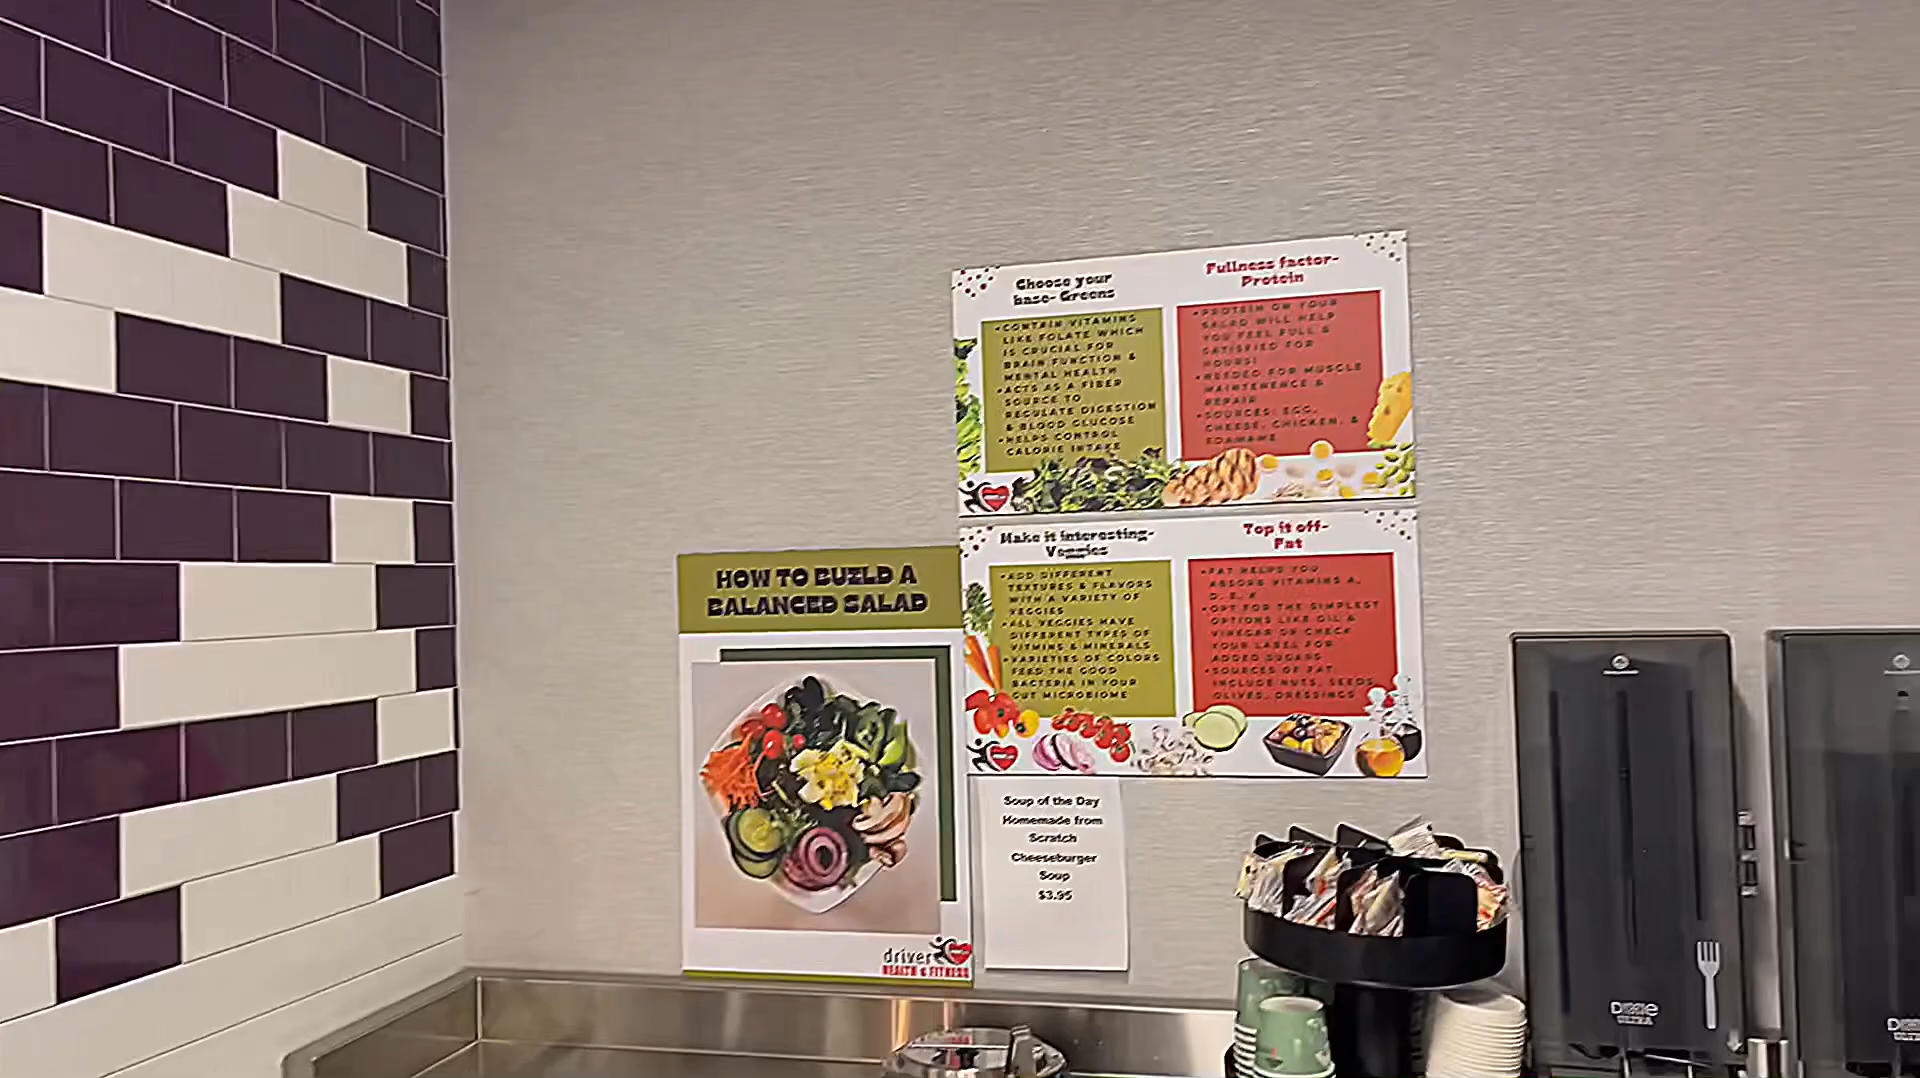 Choose your
base- Greens
• CONTAIN VITAMINS
LIKE FOLATE WHICH
IS CRUCIAL FOR
BRAIN FUNCTION &
MENTAL HEALTH
• ACTS AS A FIBER
SOURCE TO
REGULATE DIGESTION
& BLOOD GLUCOSE
• HELPS CONTROL
CALORIE INTAKE
Fullness factor-
Protein
• PROTEIN ON YOUR
SALAD WILL HELP
YOU FEEL FULL &
SATISFIED FOR
HOURS!
• NEEDED FOR MUSCLE
MAINTENENCE &
REPAIR
• SOURCES: EGG,
CHEESE, CHICKEN, &
EDAMAME
Make it interesting-
Veggies
• ADD DIFFERENT
TEXTURES & FLAVORS
WITH A VARIETY OF
VEGGIES
• ALL VEGGIES HAVE
DIFFERENT TYPES OF
VITMINS & MINERALS
• VARIETIES OF COLORS
FEED THE GOOD
BACTERIA IN YOUR
GUT MICROBIOME
Top it off-
Fat
• FAT HELPS YOU
ABSORB VITAMINS A,
D, E, K
• OPT FOR THE SIMPLEST
OPTIONS LIKE OIL &
VINEGAR OR CHECK
YOUR LABEL FOR
ADDED SUGARS
• SOURCES OF FAT
INCLUDE NUTS, SEEDS,
OLIVES, DRESSINGS
HOW TO BUILD A
BALANCED SALAD
driver
HEALTH & FITNESS
Soup of the Day
Homemade from
Scratch
Cheeseburger
Soup
$3.95
Dixie
ULTRA